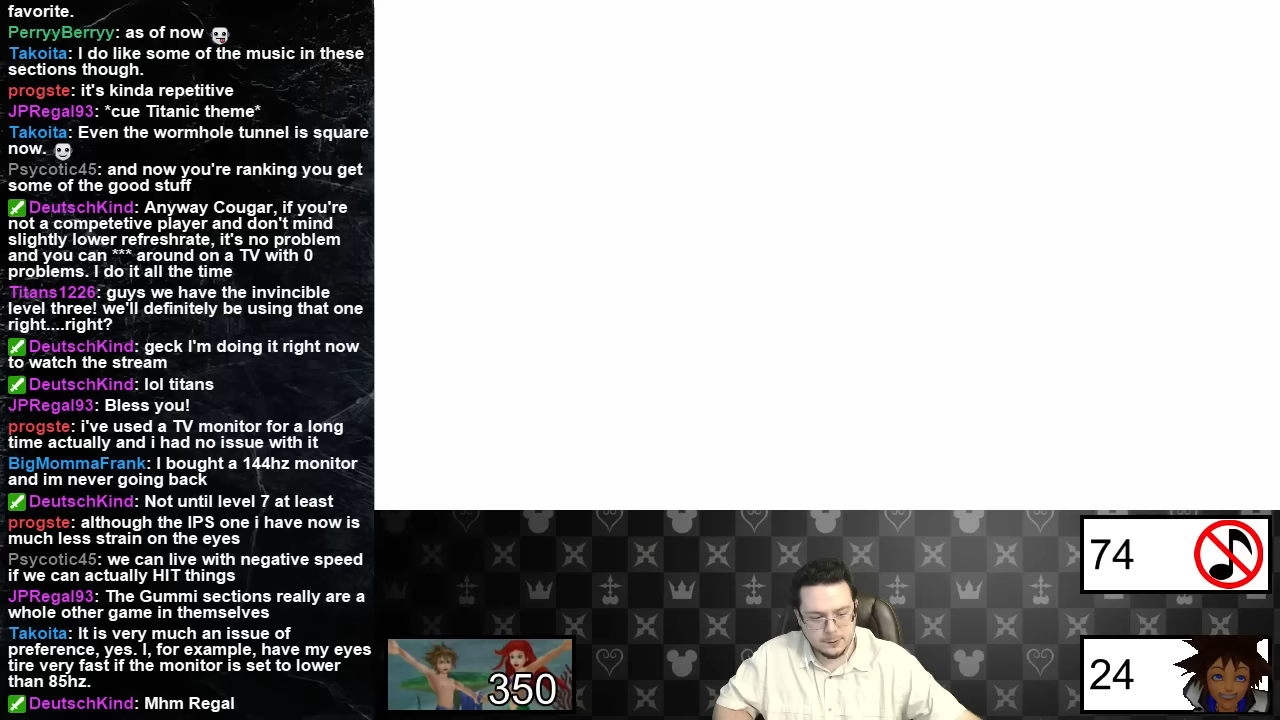 favorite.
PerryyBerryy: as of now
Takoita: I do like some of the music in these
sections though.
progste: it's kinda repetitive
JPRegal93: *cue Titanic theme*
Takoita: Even the wormhole tunnel is square
now.
Psycotic45: and now you're ranking you get
some of the good stuff
DeutschKind: Anyway Cougar, if you're
not a competetive player and don't mind
slightly lower refreshrate, it's no problem
and you can *** around on a TV with 0
problems. I do it all the time
Titans1226: guys we have the invincible
level three! we'll definitely be using that one
right....right?
DeutschKind: geck I'm doing it right now
to watch the stream
DeutschKind: lol titans
JPRegal93: Bless you!
progste: i've used a TV monitor for a long
time actually and i had no issue with it
BigMommaFrank: I bought a 144hz monitor
and im never going back
DeutschKind: Not until level 7 at least
progste: although the IPS one i have now is
much less strain on the eyes
Psycotic45: we can live with negative speed
if we can actually HIT things
JPRegal93: The Gummi sections really are a
whole other game in themselves
Takoita: It is very much an issue of
preference, yes. I, for example, have my eyes
tire very fast if the monitor is set to lower
than 85hz.
DeutschKind: Mhm Regal
350
74
24